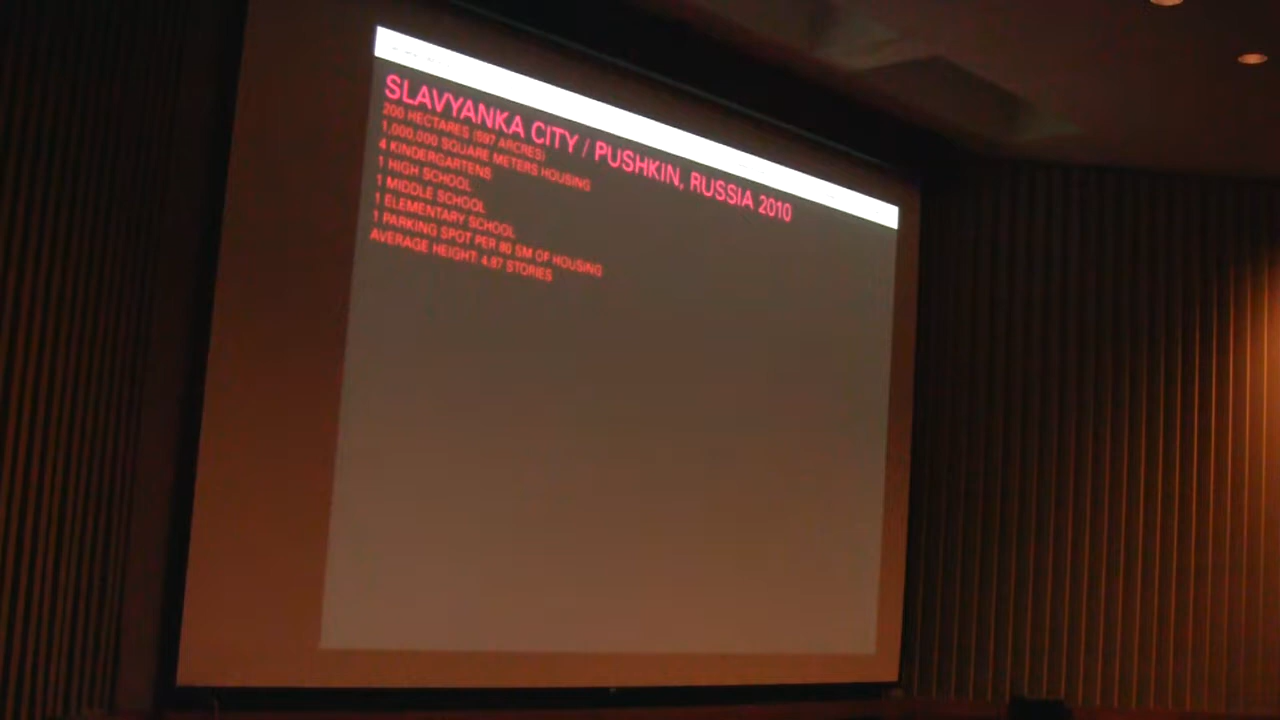 SLAVYANKA CITY / PUSHKIN, RUSSIA 2010
200 HECTARES (597 ARCRES)
1,000,000 SQUARE METERS HOUSING
4 KINDERGARTENS
1 HIGH SCHOOL
1 MIDDLE SCHOOL
1 ELEMENTARY SCHOOL
1 PARKING SPOT PER 80 SM OF HOUSING
AVERAGE HEIGHT: 4.87 STORIES